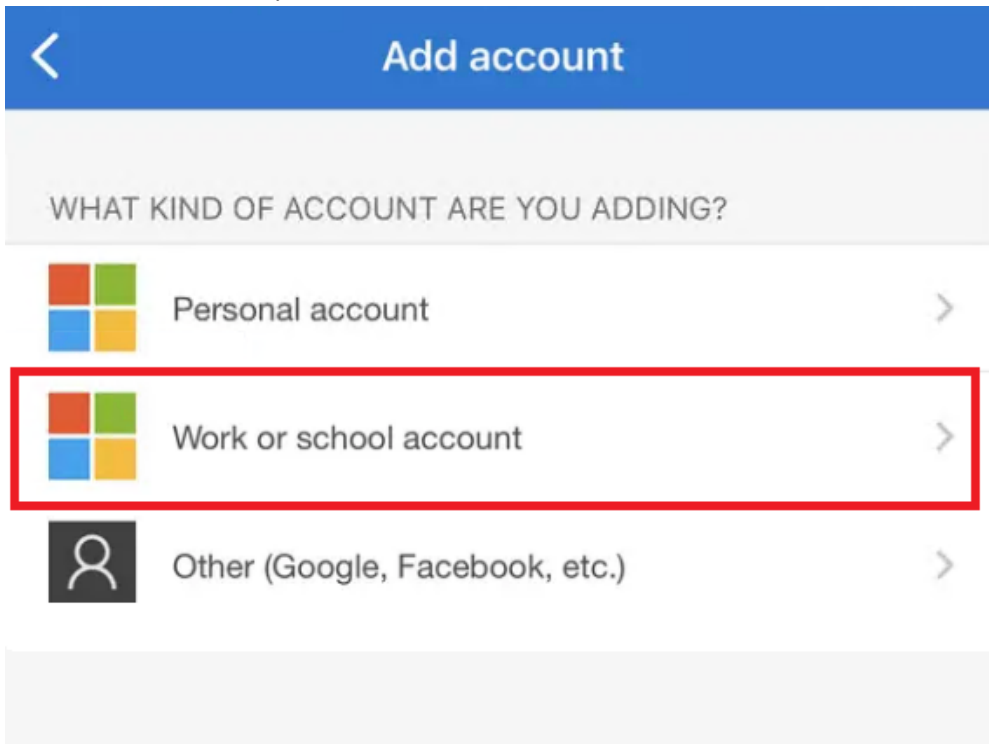 Add account
WHAT KIND OF ACCOUNT ARE YOU ADDING?
Personal account
Work or school account
Other (Google, Facebook, etc.)